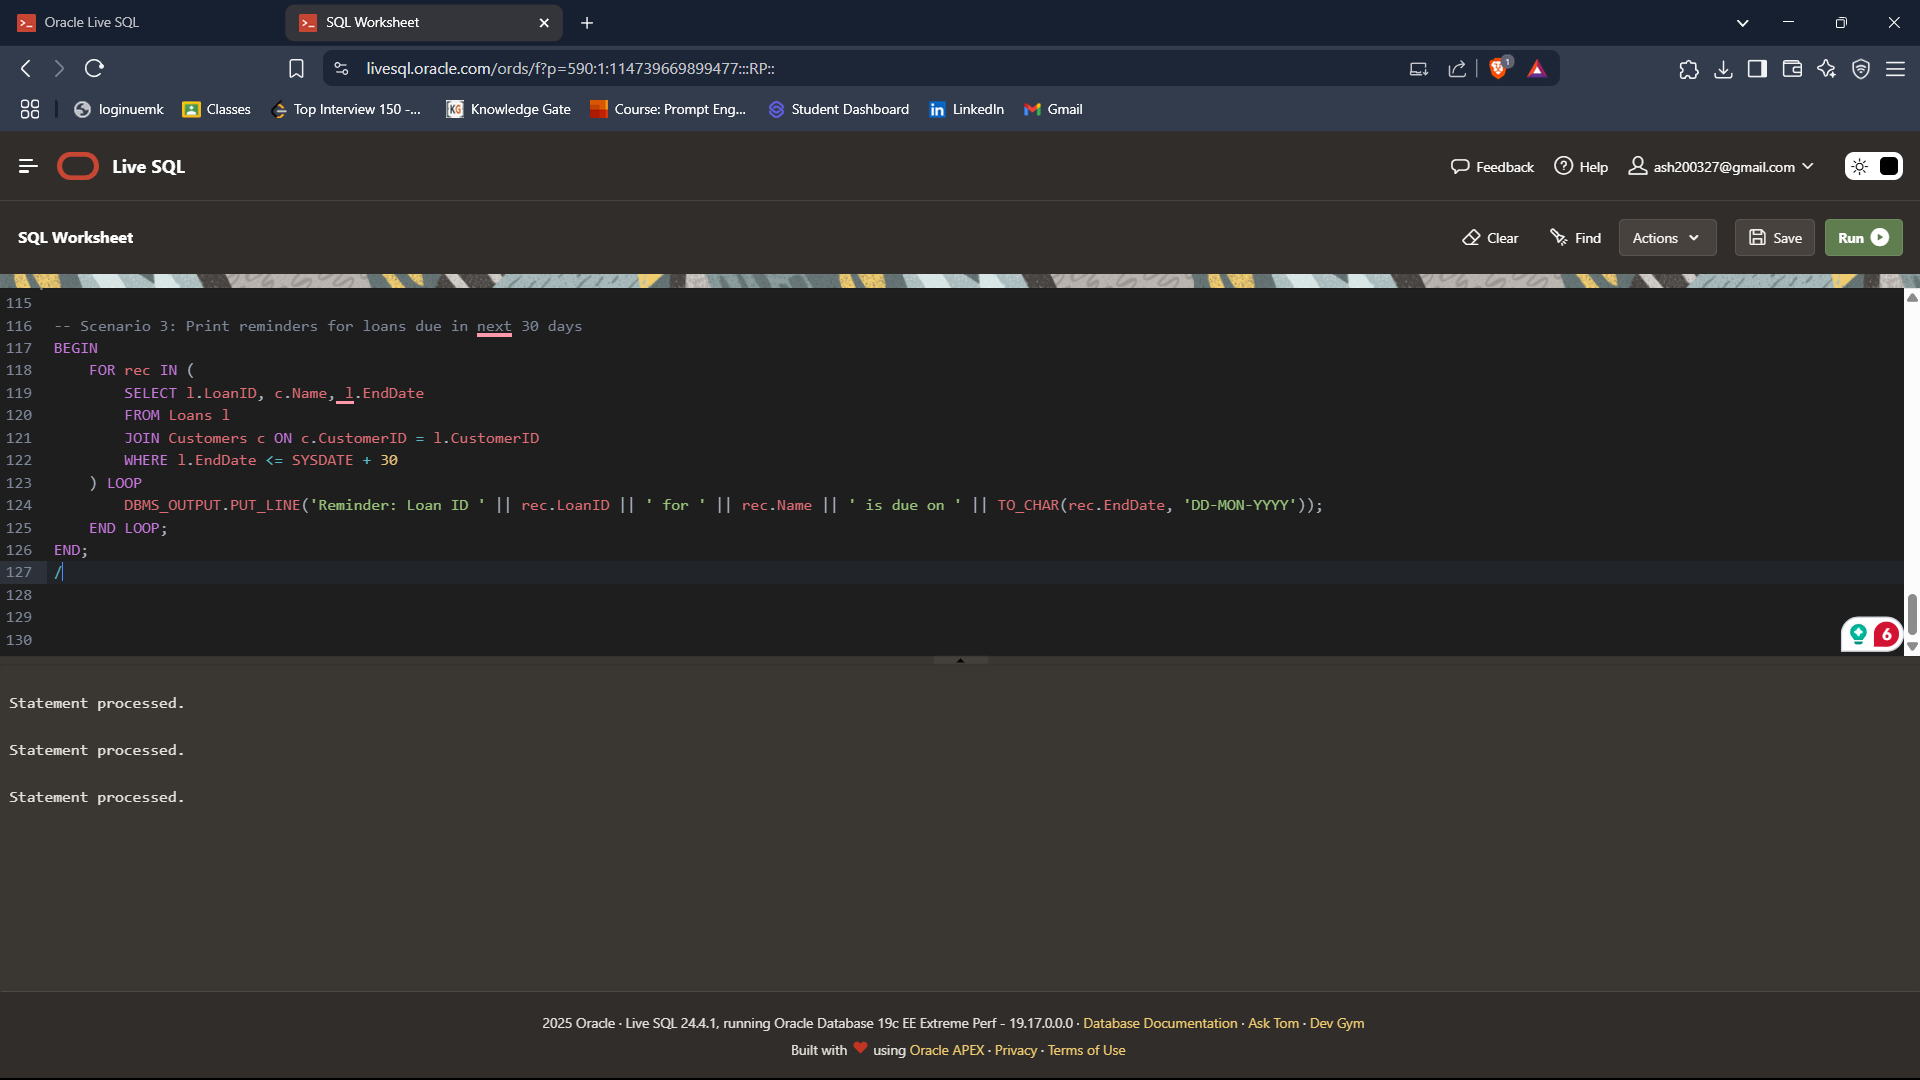 Oracle Live SQL
SQL Worksheet
livesql.oracle.com/ords/f?p=590:1:114739669899477:::RP::
1
loginuemk
Classes
Top Interview 150 -...
KG Knowledge Gate
Course: Prompt Eng...
Student Dashboard
in LinkedIn
Gmail
Live SQL
Feedback
Help
ash200327@gmail.com
SQL Worksheet
Clear
Find
Actions
Save
Run
115
116 -- Scenario 3: Print reminders for loans due in next 30 days
117 BEGIN
118     FOR rec IN (
119         SELECT l.LoanID, c.Name, l.EndDate
120         FROM Loans l
121         JOIN Customers c ON c.CustomerID = l.CustomerID
122         WHERE l.EndDate <= SYSDATE + 30
123     ) LOOP
124         DBMS_OUTPUT.PUT_LINE('Reminder: Loan ID ' || rec.LoanID || ' for ' || rec.Name || ' is due on ' || TO_CHAR(rec.EndDate, 'DD-MON-YYYY'));
125     END LOOP;
126 END;
127 /
128
129
130
6
Statement processed.
Statement processed.
Statement processed.
2025 Oracle · Live SQL 24.4.1, running Oracle Database 19c EE Extreme Perf - 19.17.0.0.0 · Database Documentation · Ask Tom · Dev Gym
Built with ❤ using Oracle APEX · Privacy · Terms of Use